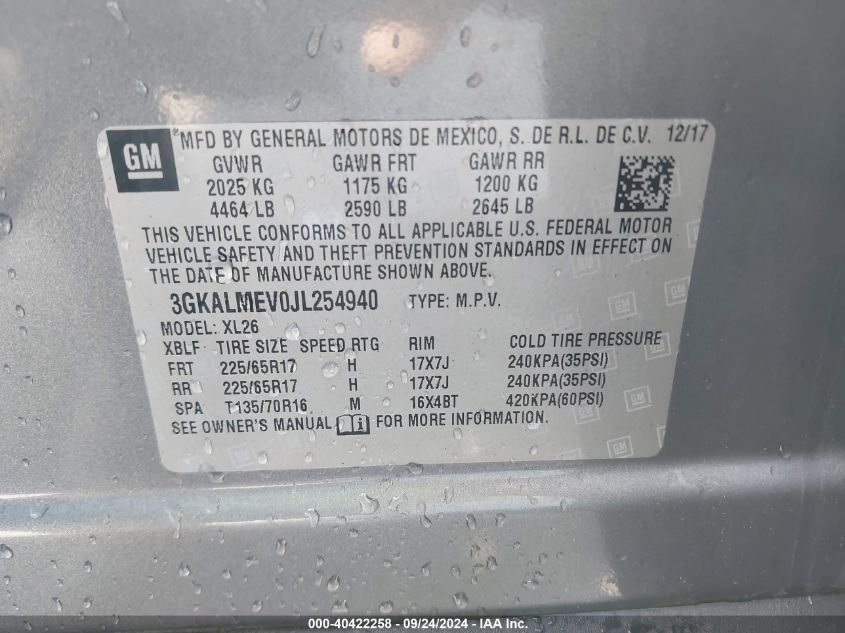 GM
*MFD BY GENERAL MOTORS DE MEXICO, S. DE R.L. DE C.V. 12/17
GVWR GAWR FRT GAWR RR
2025 KG 1175 KG 1200 KG
4464 LB 2590 LB 2645 LB
THIS VEHICLE CONFORMS TO ALL APPLICABLE U.S. FEDERAL MOTOR
VEHICLE SAFETY AND THEFT PREVENTION STANDARDS IN EFFECT ON
THE DATE OF MANUFACTURE SHOWN ABOVE.
3GKALMEV0JL254940 TYPE: M.P.V.
MODEL: XL26
XBLF TIRE SIZE SPEED RTG RIM COLD TIRE PRESSURE
FRT 225/65R17 H 17X7J 240KPA(35PSI)
RR 225/65R17 H 17X7J 240KPA(35PSI)
SPA T135/70R16 M 16X4BT 420KPA(60PSI)
SEE OWNER'S MANUAL FOR MORE INFORMATION.
000-40422258 - 09/24/2024 - IAA Inc.